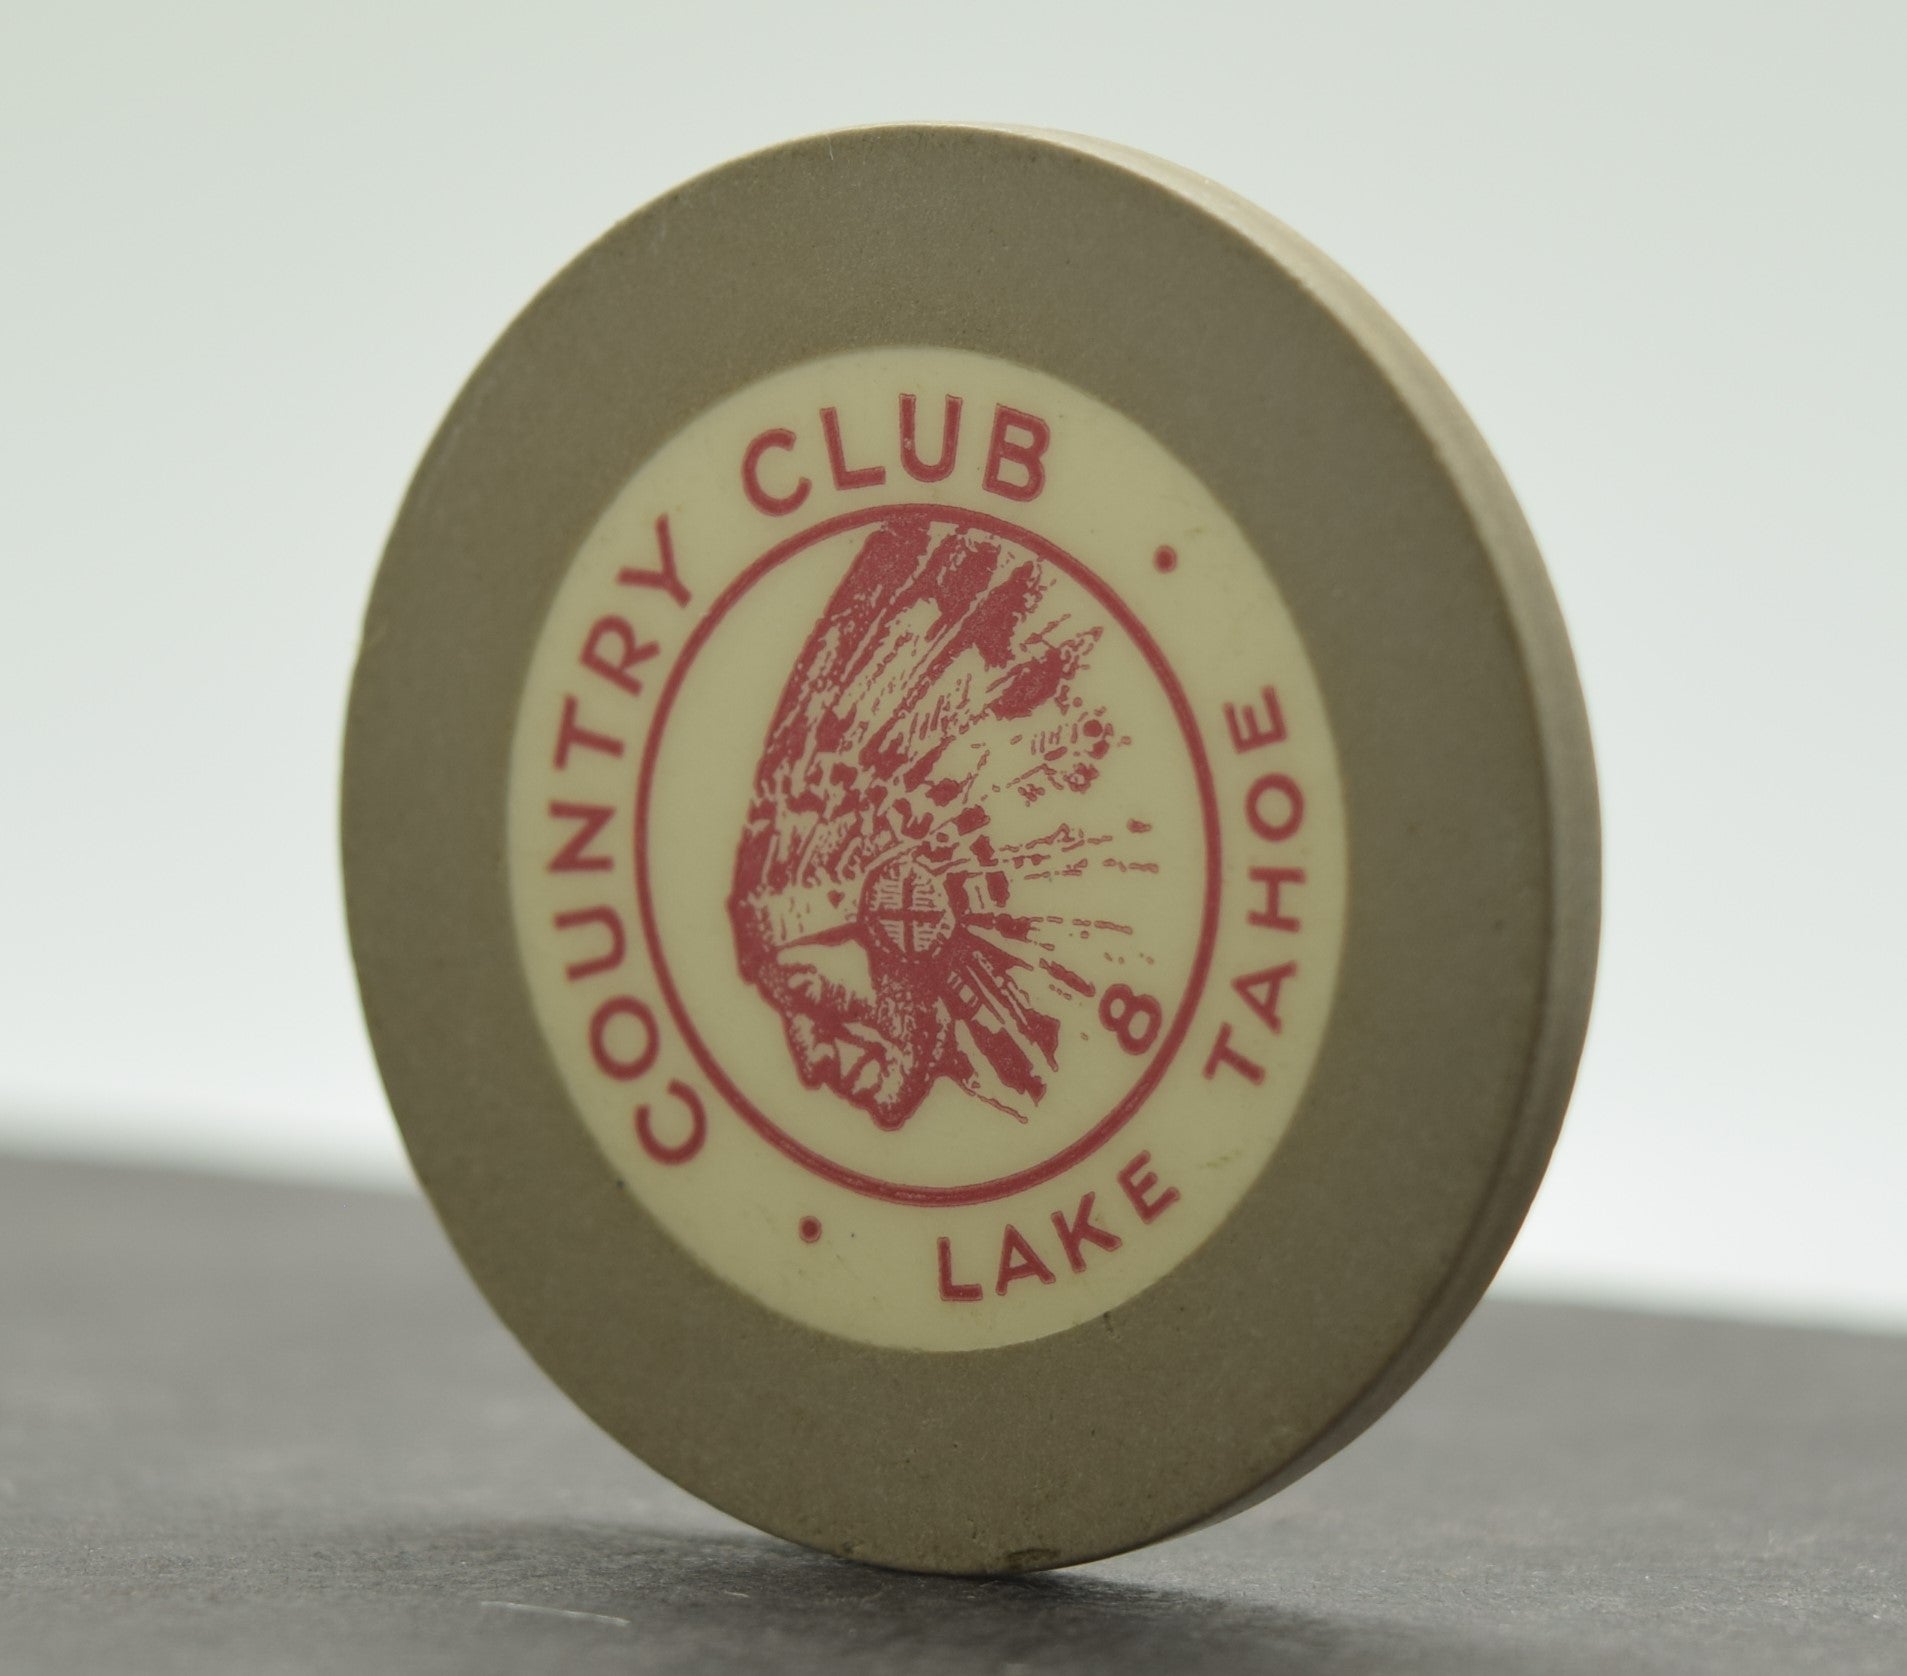 COUNTRY CLUB
8
• LAKE TAHOE •